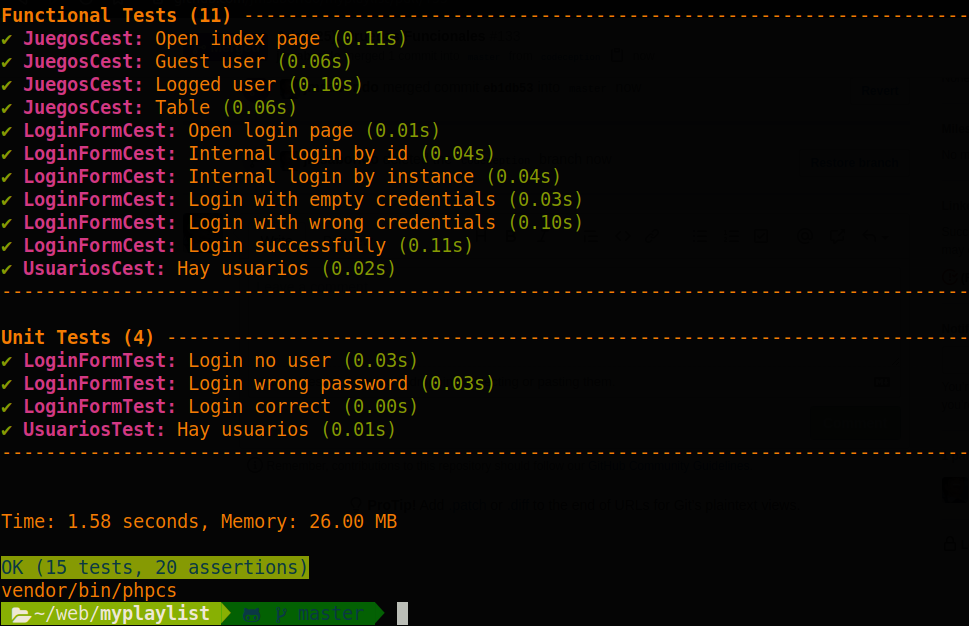 Functional Tests (11) ------------------------------------------------------------------
✔ JuegosCest: Open index page (0.11s)
✔ JuegosCest: Guest user (0.06s)
✔ JuegosCest: Logged user (0.10s)
✔ JuegosCest: Table (0.06s)
✔ LoginFormCest: Open login page (0.01s)
✔ LoginFormCest: Internal login by id (0.04s)
✔ LoginFormCest: Internal login by instance (0.04s)
✔ LoginFormCest: Login with empty credentials (0.03s)
✔ LoginFormCest: Login with wrong credentials (0.10s)
✔ LoginFormCest: Login successfully (0.11s)
✔ UsuariosCest: Hay usuarios (0.02s)
----------------------------------------------------------------------------------------
Unit Tests (4) -------------------------------------------------------------------------
✔ LoginFormTest: Login no user (0.03s)
✔ LoginFormTest: Login wrong password (0.03s)
✔ LoginFormTest: Login correct (0.00s)
✔ UsuariosTest: Hay usuarios (0.01s)
----------------------------------------------------------------------------------------
Time: 1.58 seconds, Memory: 26.00 MB
OK (15 tests, 20 assertions)
vendor/bin/phpcs
~/web/myplaylist master